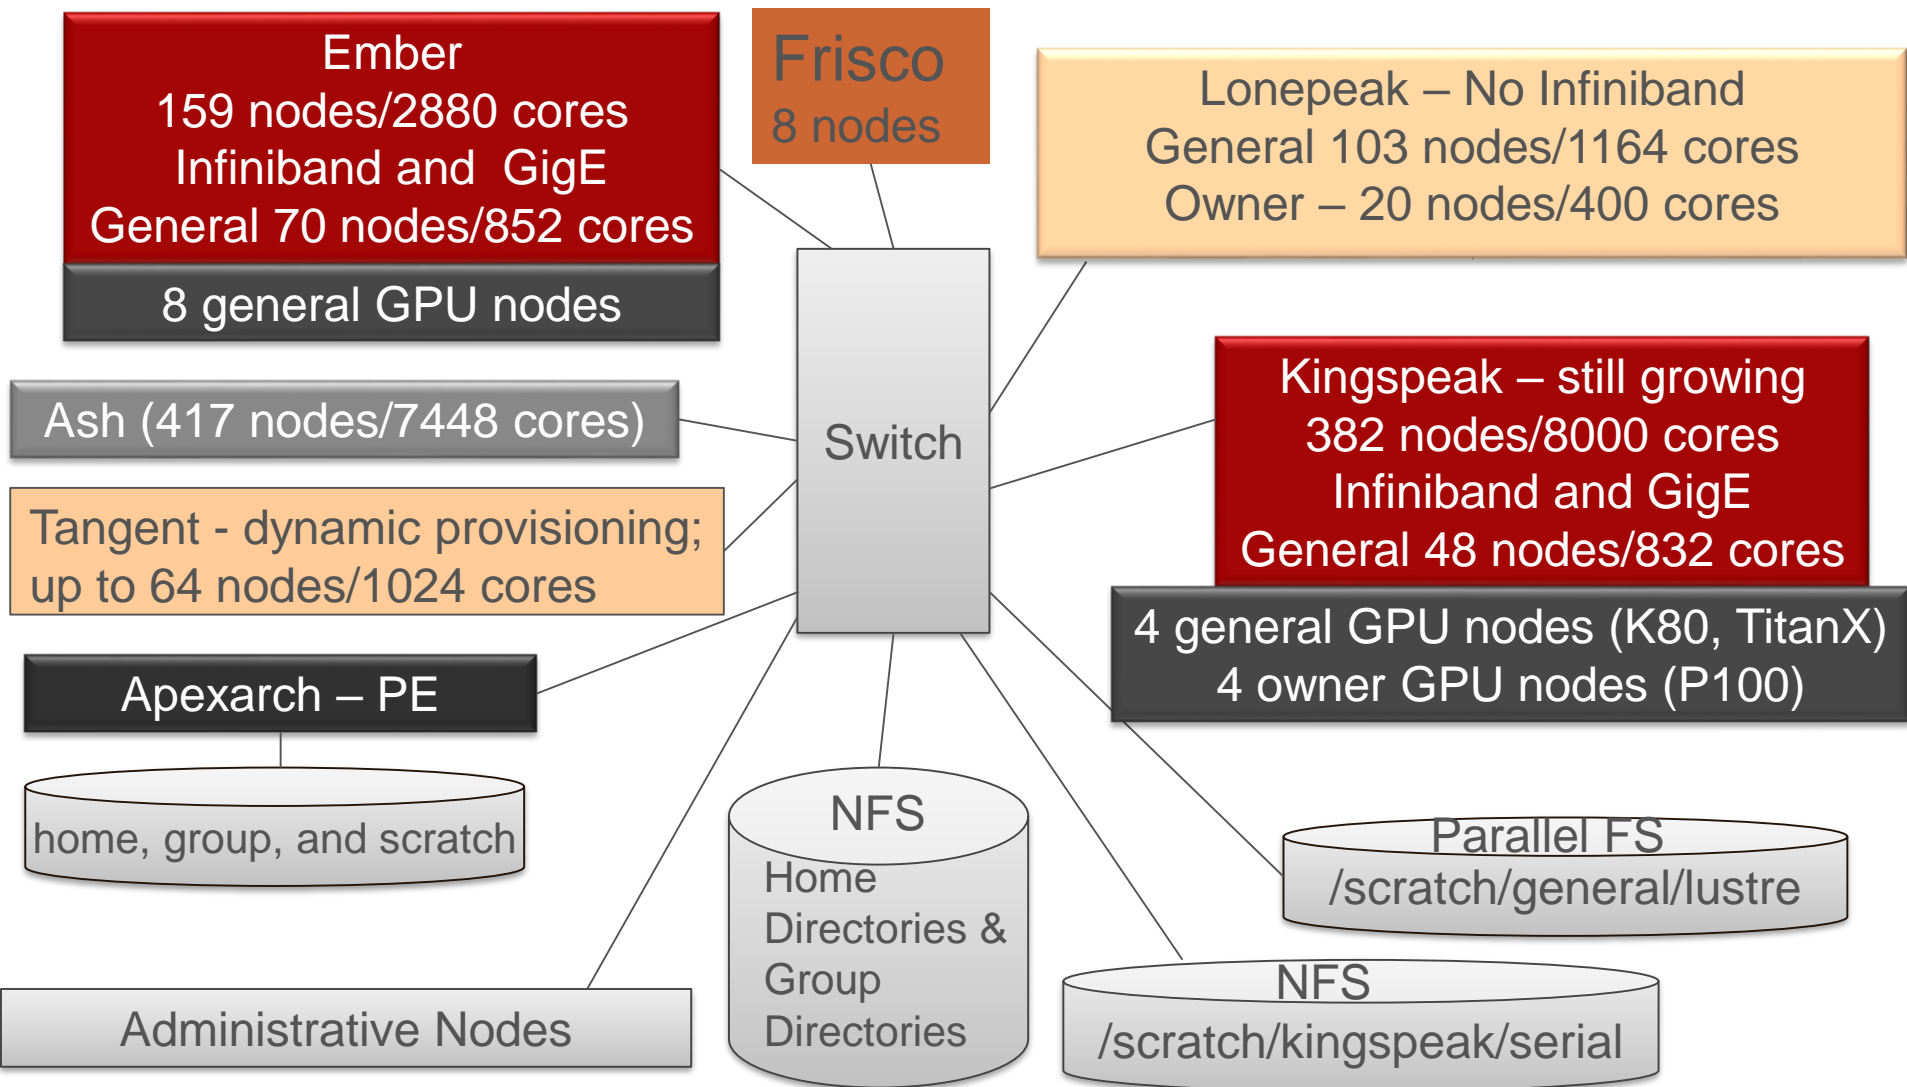 Ember
159 nodes/2880 cores
Infiniband and GigE
General 70 nodes/852 cores
8 general GPU nodes
Frisco
8 nodes
Lonepeak – No Infiniband
General 103 nodes/1164 cores
Owner – 20 nodes/400 cores
Ash (417 nodes/7448 cores)
Switch
Kingspeak – still growing
382 nodes/8000 cores
Infiniband and GigE
General 48 nodes/832 cores
4 general GPU nodes (K80, TitanX)
4 owner GPU nodes (P100)
Tangent - dynamic provisioning;
up to 64 nodes/1024 cores
Apexarch – PE
home, group, and scratch
NFS
Home
Directories &
Group
Directories
Parallel FS
/scratch/general/lustre
NFS
/scratch/kingspeak/serial
Administrative Nodes